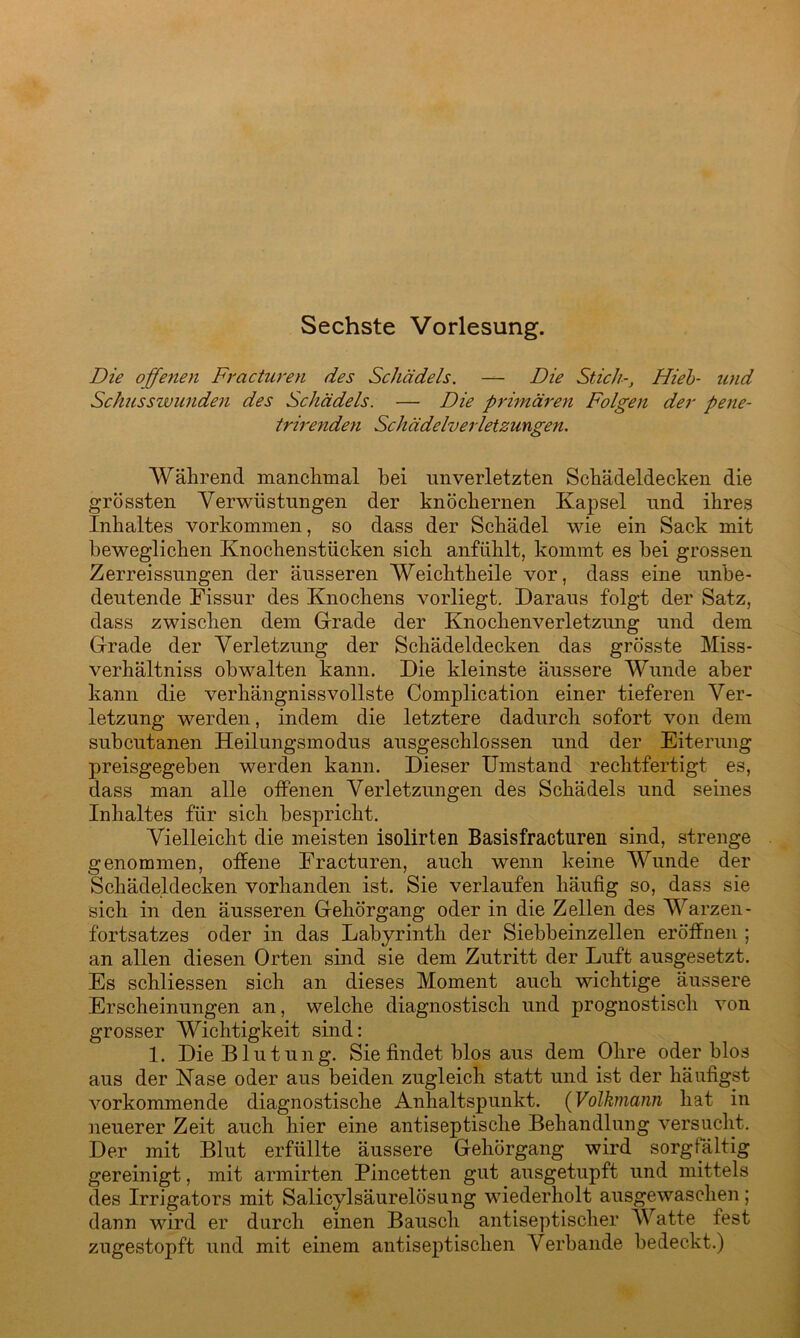 Sechste Vorlesung.
Die offenen Fracturen des Schädels. — Die Stich-, Hieb- und
Schusswunden des Schädels. — Die primären Folgen der pene-
trirenden Schädelverletzungen.
Während manchmal bei unverletzten Schädeldecken die
grössten Verwüstungen der knöchernen Kapsel und ihres
Inhaltes vorkommen, so dass der Schädel wie ein Sack mit
beweglichen Knochenstücken sich anfühlt, kommt es bei grossen
Zerreissungen der äusseren Weichtheile vor, dass eine unbe-
deutende Fissur des Knochens vorliegt. Daraus folgt der Satz,
dass zwischen dem Grade der Knochenverletzung und dem
Grade der Verletzung der Schädeldecken das grösste Miss-
verhältniss obwalten kann. Die kleinste äussere Wunde aber
kann die verhängnissvollste Complication einer tieferen Ver-
letzung werden, indem die letztere dadurch sofort von dem
subcutanen Heilungsmodus ausgeschlossen und der Eiterung
preisgegeben werden kann. Dieser Umstand rechtfertigt es,
dass man alle offenen Verletzungen des Schädels und seines
Inhaltes für sich bespricht.
Vielleicht die meisten isolirten Basisfracturen sind, strenge
genommen, offene Fracturen, auch wenn keine Wunde der
Schädeldecken vorhanden ist. Sie verlaufen häufig so, dass sie
sich in den äusseren Gehörgang oder in die Zellen des Warzen-
fortsatzes oder in das Labyrinth der Siebbeinzellen eröffnen ;
an allen diesen Orten sind sie dem Zutritt der Luft ausgesetzt.
Es schliessen sich an dieses Moment auch wichtige äussere
Erscheinungen an, welche diagnostisch und prognostisch von
grosser Wichtigkeit sind:
1. Die Blutung. Sie findet blos aus dem Ohre oder blos
aus der Nase oder aus beiden zugleich statt und ist der häufigst
vorkommende diagnostische Anhaltspunkt. (Volkmann hat in
neuerer Zeit auch hier eine antiseptische Behandlung versucht.
Der mit Blut erfüllte äussere Gehörgang wird sorgfältig
gereinigt, mit armirten Pincetten gut ausgetupft und mittels
des Irrigators mit Salicylsäurelösung wiederholt ausgewaschen;
dann wird er durch einen Bausch antiseptischer Watte fest
zugestopft und mit einem antiseptischen Verbande bedeckt.)